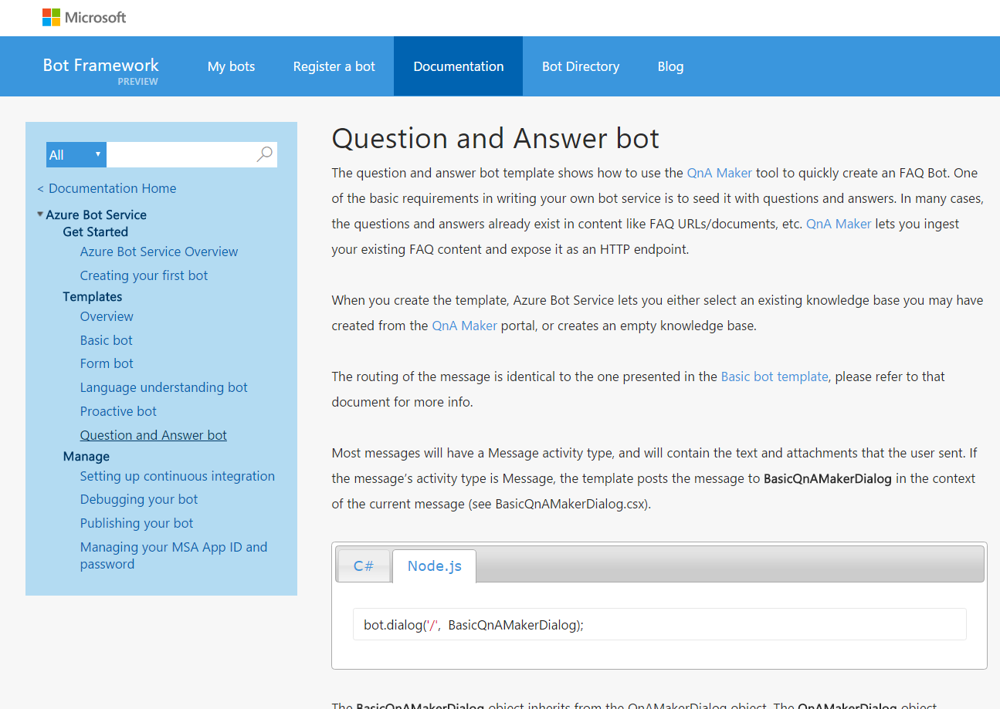 Microsoft
Bot Framework
PREVIEW
My bots
Register a bot
Documentation
Bot Directory
Blog
All
< Documentation Home
Azure Bot Service
Get Started
Azure Bot Service Overview
Creating your first bot
Templates
Overview
Basic bot
Form bot
Language understanding bot
Proactive bot
Question and Answer bot
Manage
Setting up continuous integration
Debugging your bot
Publishing your bot
Managing your MSA App ID and
password
Question and Answer bot
The question and answer bot template shows how to use the QnA Maker tool to quickly create an FAQ Bot. One
of the basic requirements in writing your own bot service is to seed it with questions and answers. In many cases,
the questions and answers already exist in content like FAQ URLs/documents, etc. QnA Maker lets you ingest
your existing FAQ content and expose it as an HTTP endpoint.
When you create the template, Azure Bot Service lets you either select an existing knowledge base you may have
created from the QnA Maker portal, or creates an empty knowledge base.
The routing of the message is identical to the one presented in the Basic bot template, please refer to that
document for more info.
Most messages will have a Message activity type, and will contain the text and attachments that the user sent. If
the message’s activity type is Message, the template posts the message to BasicQnAMakerDialog in the context
of the current message (see BasicQnAMakerDialog.csx).
C#
Node.js
bot.dialog('/', BasicQnAMakerDialog);
The BasicQnAMakerDialog object inherits from the QnAMakerDialog object. The QnAMakerDialog object